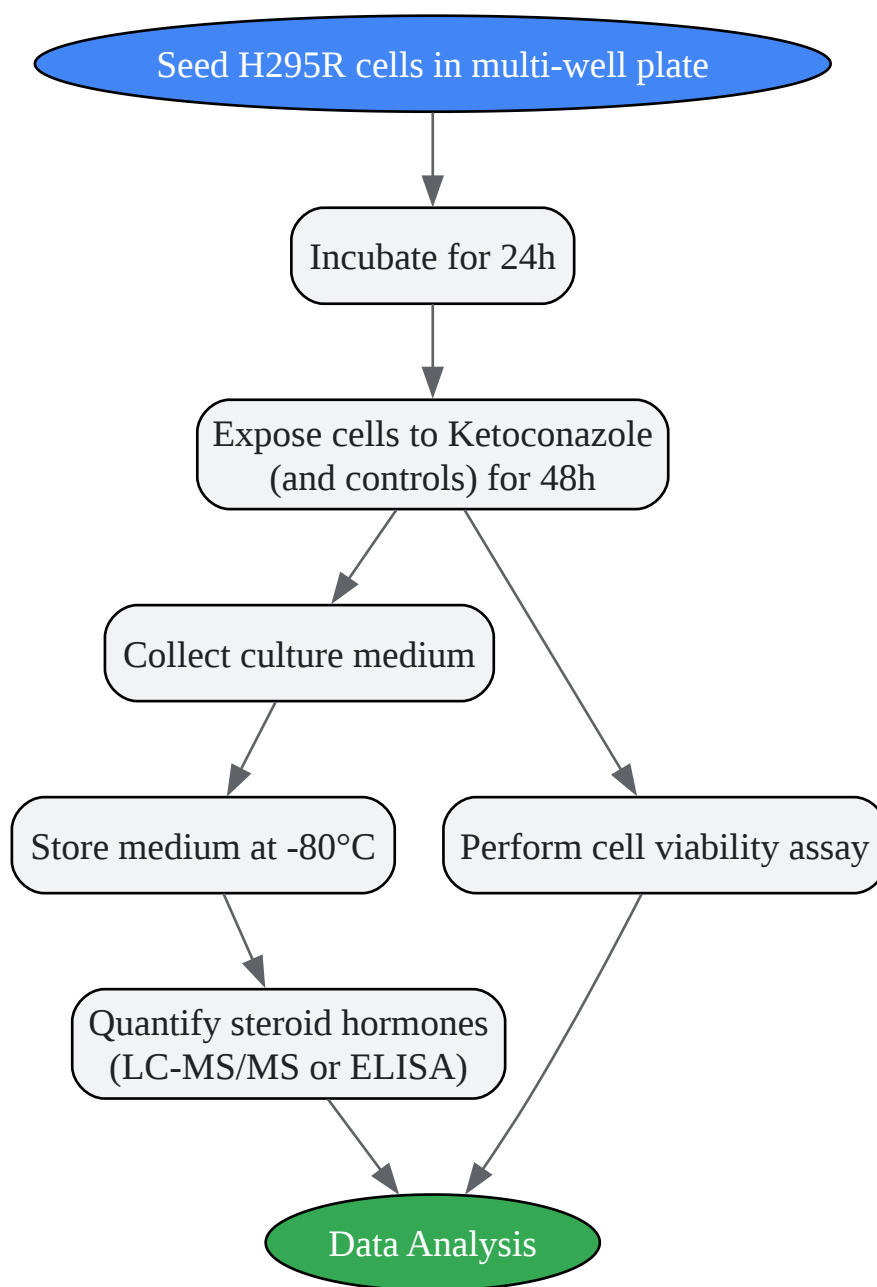 Seed H295R cells in multi-well plate
Incubate for 24h
Expose cells to Ketoconazole
(and controls) for 48h
Collect culture medium
Store medium at -80°C
Perform cell viability assay
Quantify steroid hormones
(LC-MS/MS or ELISA)
Data Analysis